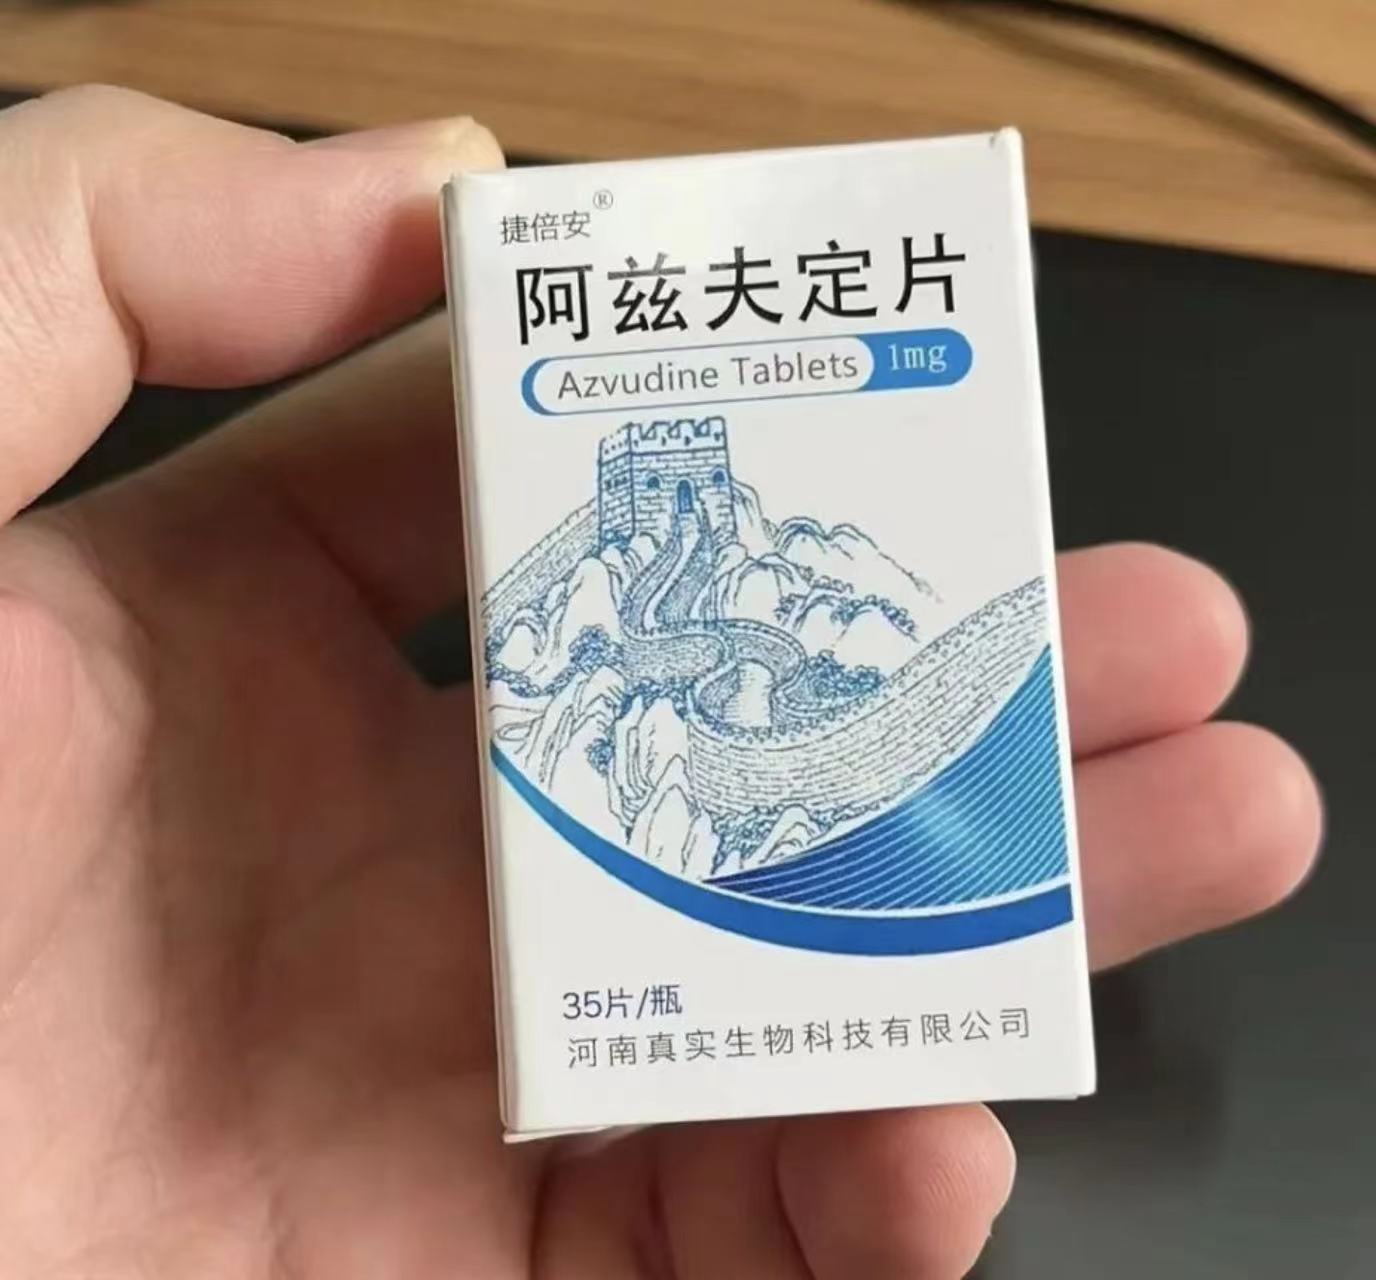 捷倍安®
阿兹夫定片
Azvudine Tablets 1mg
35片/瓶
河南真实生物科技有限公司